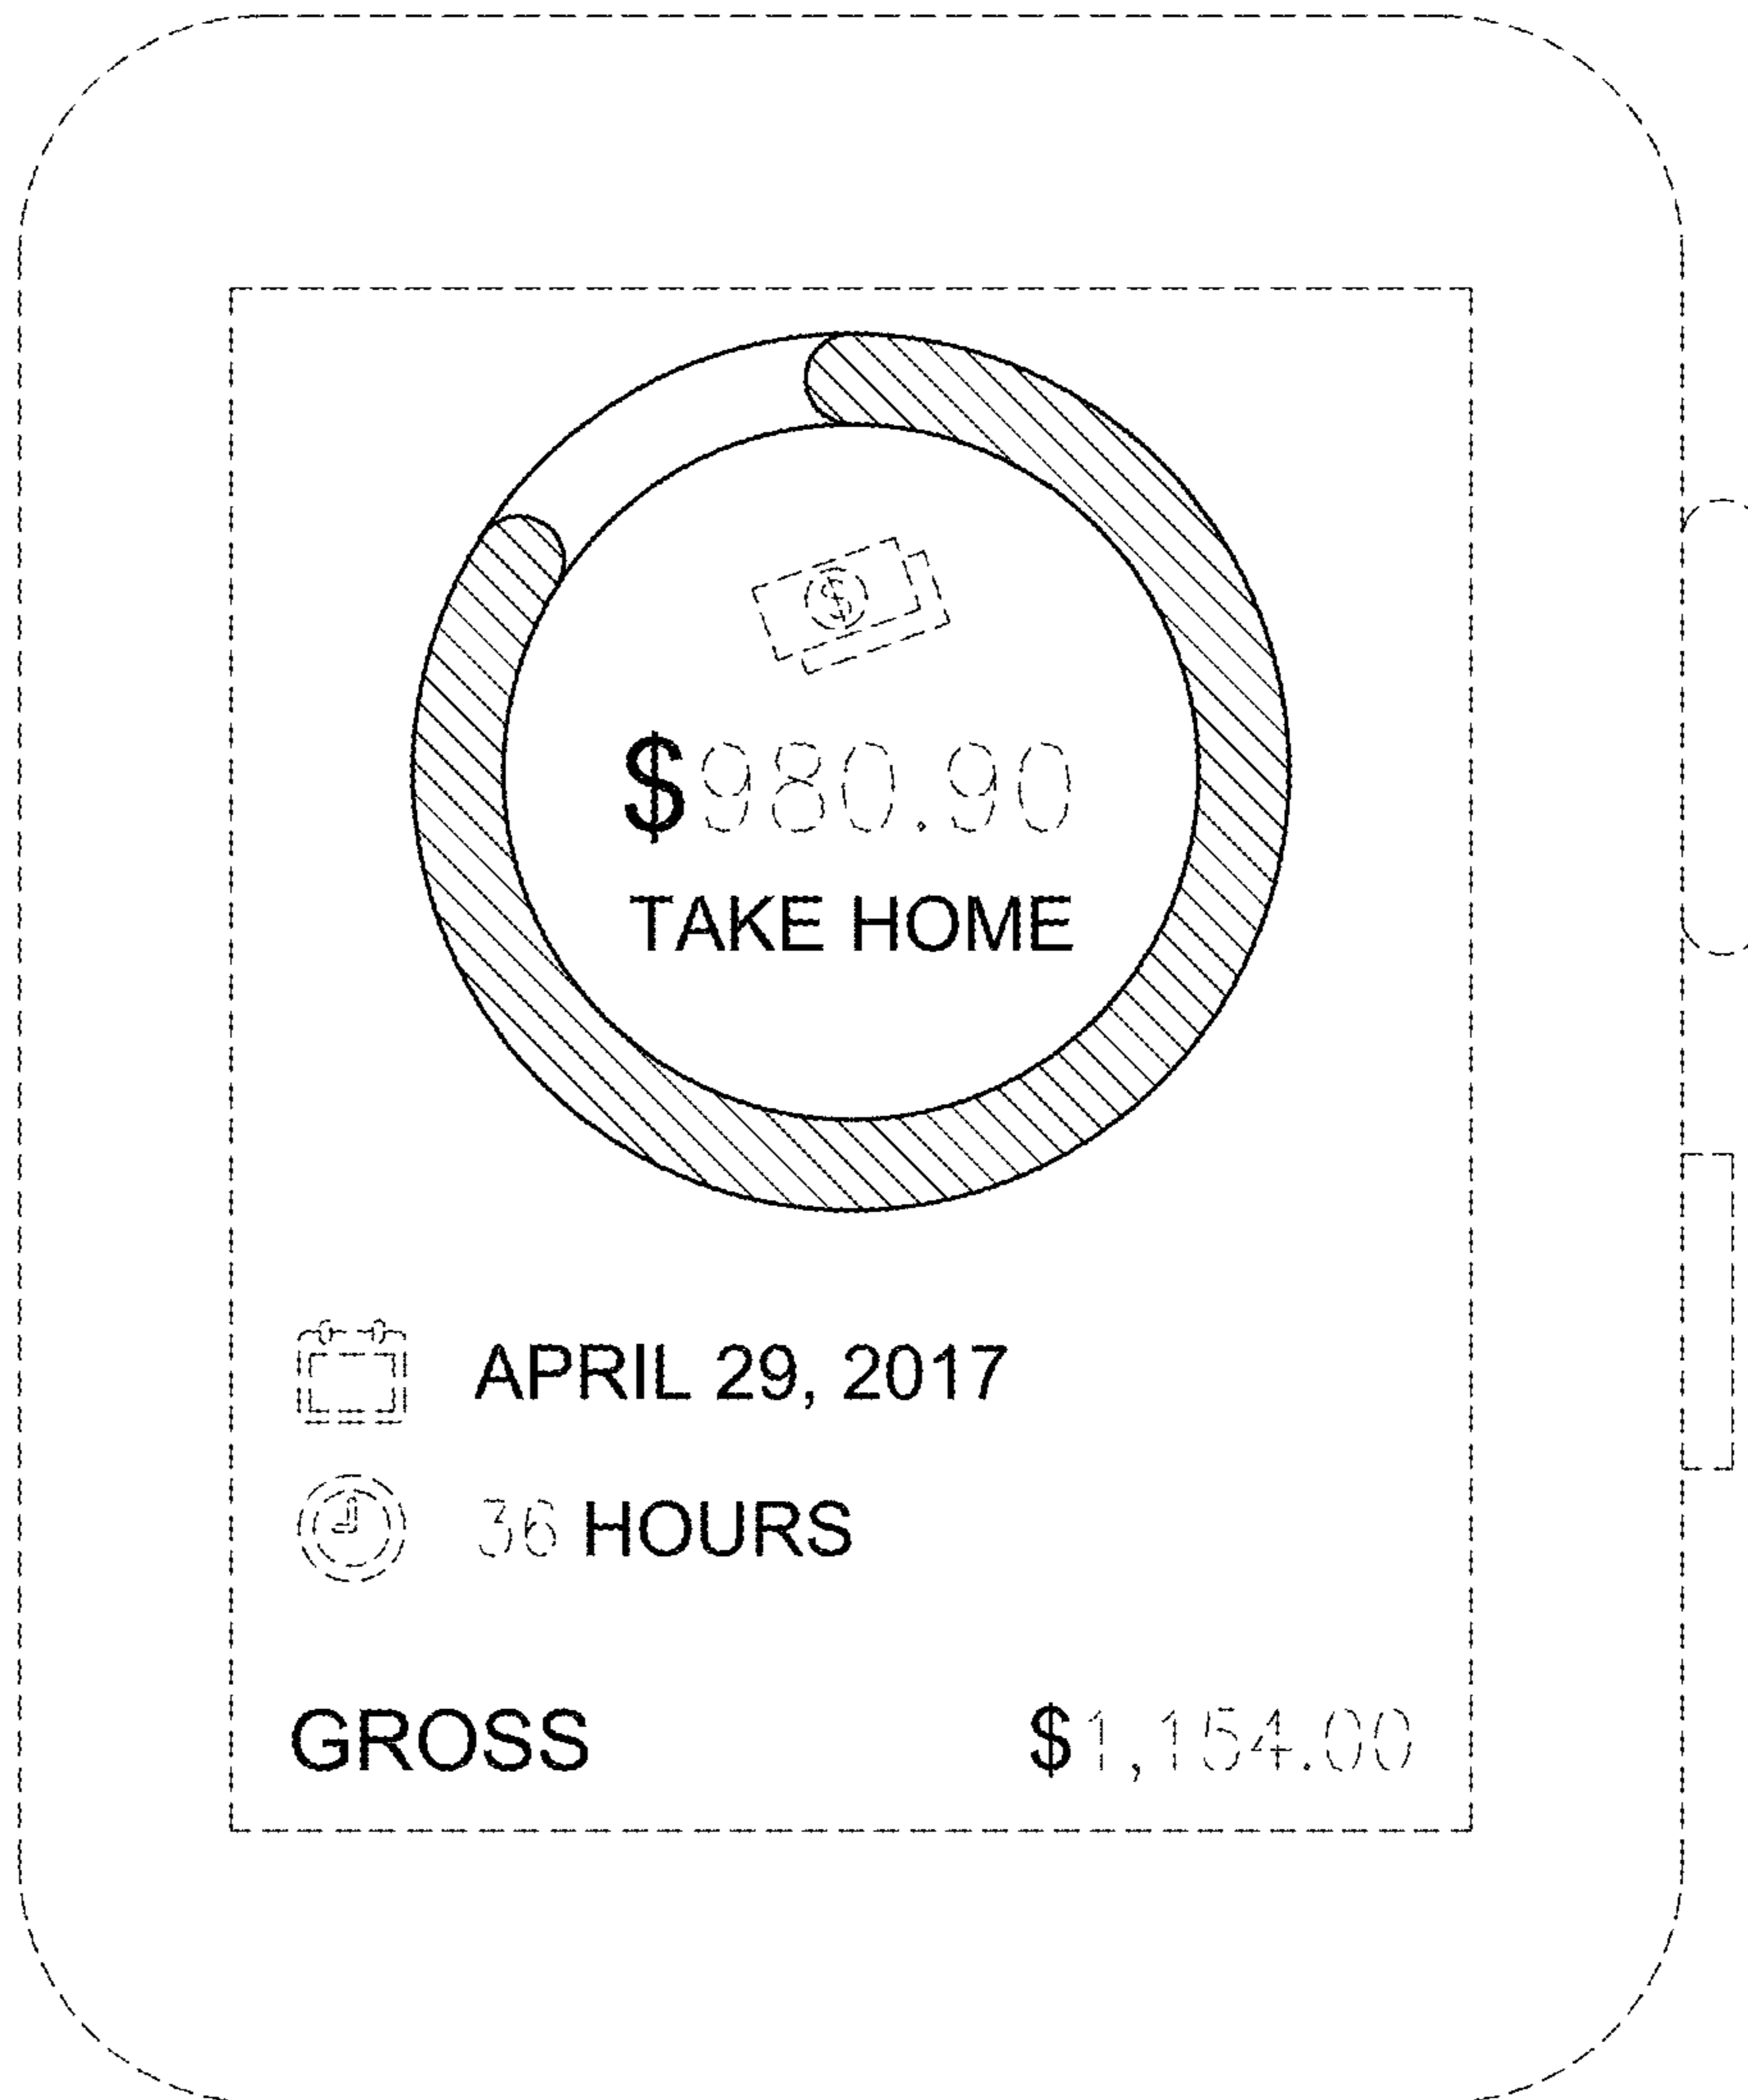 $980.90
TAKE HOME
APRIL 29, 2017
36 HOURS
GROSS $1,154.00